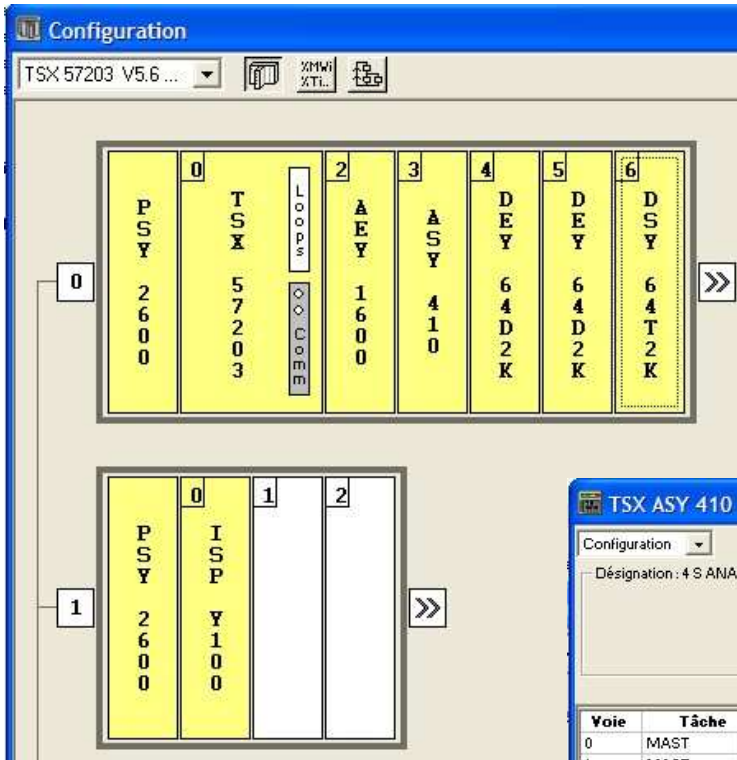 Configuration
TSX 57203 V5.6 ...
%MWi
%Ti..
0
PSY 2600
0
TSX 57203
Loops
Comm
2
AEY 1600
3
ASY 410
4
DEY 64D2K
5
DEY 64D2K
6
DSY 64T2K
1
PSY 2600
0
ISP Y100
1
2
TSX ASY 410
Configuration
Désignation : 4 S ANA
Voie Tâche
0 MAST